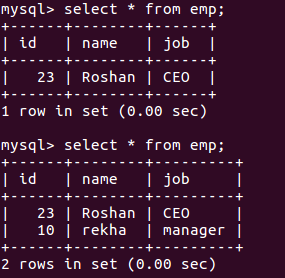 mysql> select * from emp;
+------+--------+------+
| id   | name   | job  |
+------+--------+------+
|   23 | Roshan | CEO  |
+------+--------+------+
1 row in set (0.00 sec)

mysql> select * from emp;
+------+--------+---------+
| id   | name   | job     |
+------+--------+---------+
|   23 | Roshan | CEO     |
|   10 | rekha  | manager |
+------+--------+---------+
2 rows in set (0.00 sec)